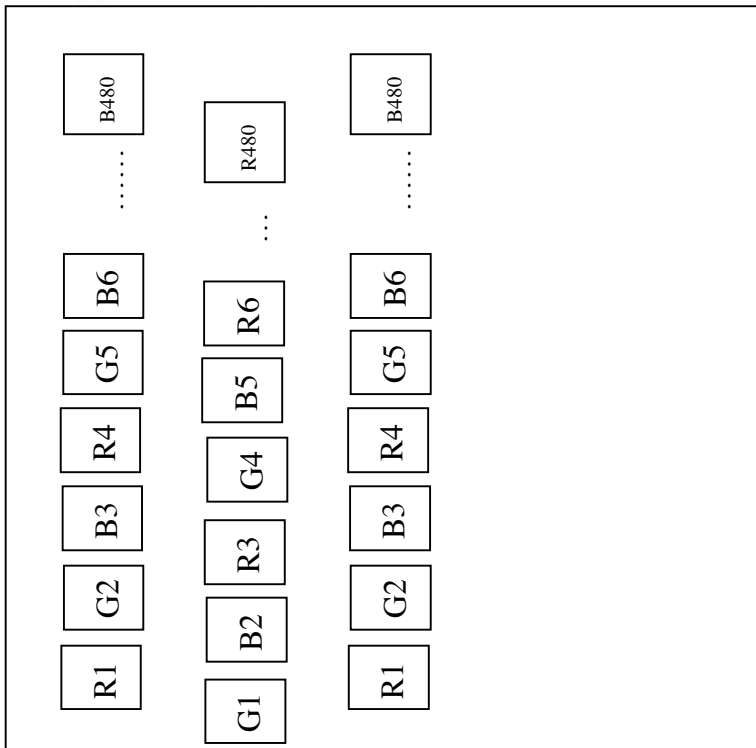 R1 G2 B3 R4 G5 B6 ...... B480
G1 B2 R3 G4 B5 R6 ... R480
R1 G2 B3 R4 G5 B6 ...... B480